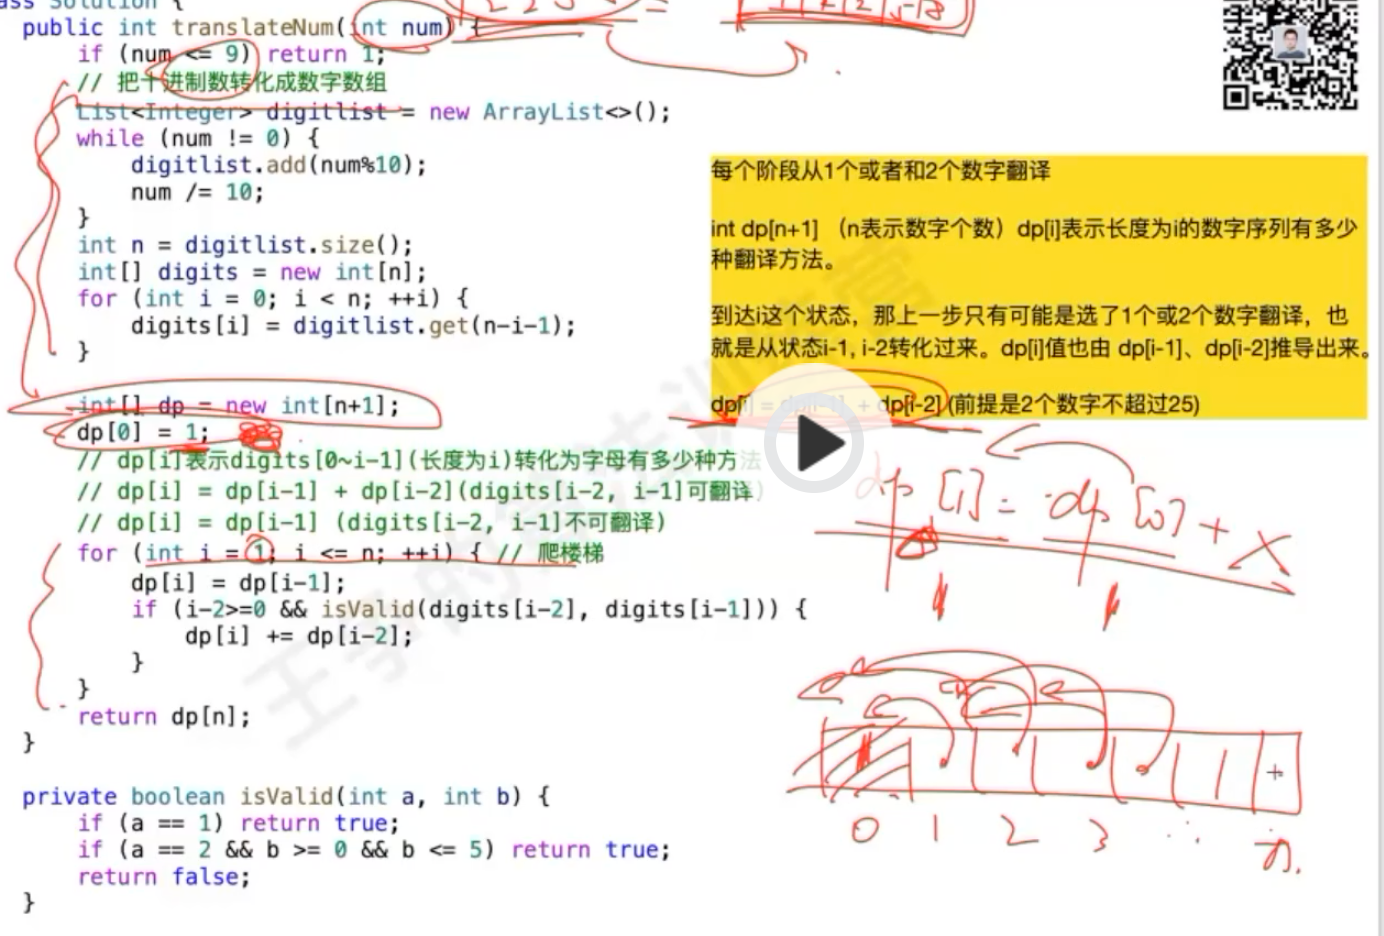 ass Solution {
public int translateNum(int num) {
if (num <= 9) return 1;
// 把十进制数转化成数字数组
List<Integer> digitlist = new ArrayList<>();
while (num != 0) {
digitlist.add(num%10);
num /= 10;
}
int n = digitlist.size();
int[] digits = new int[n];
for (int i = 0; i < n; ++i) {
digits[i] = digitlist.get(n-i-1);
}
int[] dp = new int[n+1];
dp[0] = 1;
// dp[i]表示digits[0~i-1](长度为i)转化为字母有多少种方法
// dp[i] = dp[i-1] + dp[i-2](digits[i-2, i-1]可翻译)
// dp[i] = dp[i-1] (digits[i-2, i-1]不可翻译)
for (int i = 1; i <= n; ++i) { // 爬楼梯
dp[i] = dp[i-1];
if (i-2>=0 && isValid(digits[i-2], digits[i-1])) {
dp[i] += dp[i-2];
}
}
return dp[n];
}
private boolean isValid(int a, int b) {
if (a == 1) return true;
if (a == 2 && b >= 0 && b <= 5) return true;
return false;
}
每个阶段从1个或者和2个数字翻译
int dp[n+1] （n表示数字个数）dp[i]表示长度为i的数字序列有多少
种翻译方法。
到达i这个状态，那上一步只有可能是选了1个或2个数字翻译，也
就是从状态i-1, i-2转化过来。dp[i]值也由 dp[i-1]、dp[i-2]推导出来。
dp[i] = dp[i-1] + dp[i-2] (前提是2个数字不超过25)
dp [1] = dp [0] + X
0 1 2 3 ... n.
王争的算法训练营